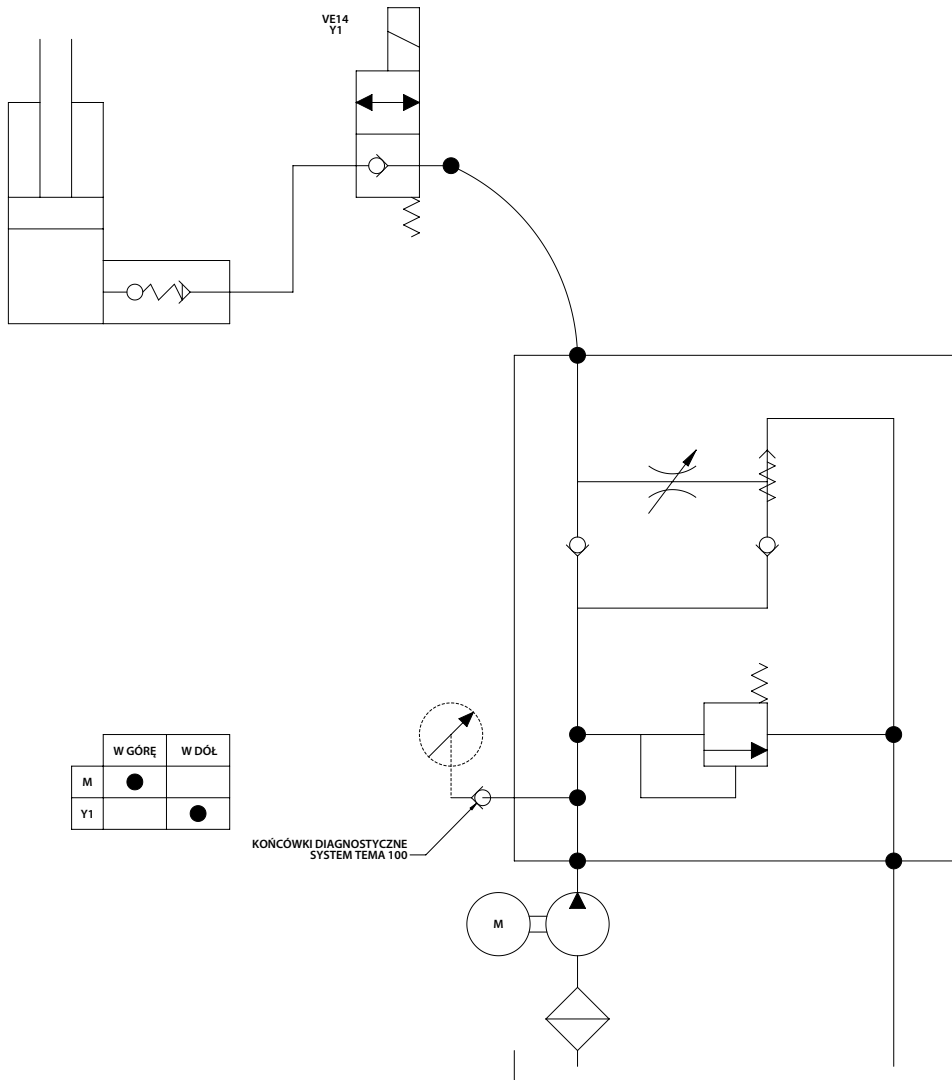 VE14
Y1
W GÓRĘ W DÓŁ
M
Y1
KOŃCÓWKI DIAGNOSTYCZNE
SYSTEM TEMA 100
M